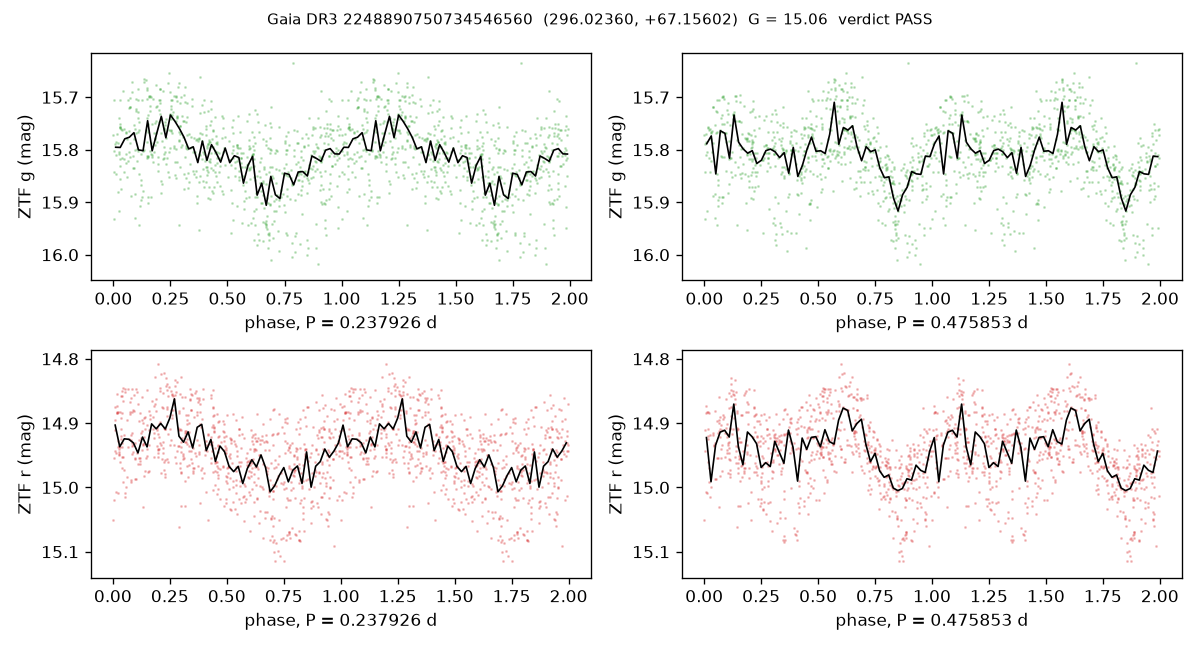 Gaia DR3 2248890750734546560 (296.02360, +67.15602) G = 15.06 verdict PASS
ZTF g (mag)
15.7
15.8
15.9
16.0
0.00 0.25 0.50 0.75 1.00 1.25 1.50 1.75 2.00
phase, P = 0.237926 d
ZTF g (mag)
15.7
15.8
15.9
16.0
0.00 0.25 0.50 0.75 1.00 1.25 1.50 1.75 2.00
phase, P = 0.475853 d
ZTF r (mag)
14.8
14.9
15.0
15.1
0.00 0.25 0.50 0.75 1.00 1.25 1.50 1.75 2.00
phase, P = 0.237926 d
ZTF r (mag)
14.8
14.9
15.0
15.1
0.00 0.25 0.50 0.75 1.00 1.25 1.50 1.75 2.00
phase, P = 0.475853 d